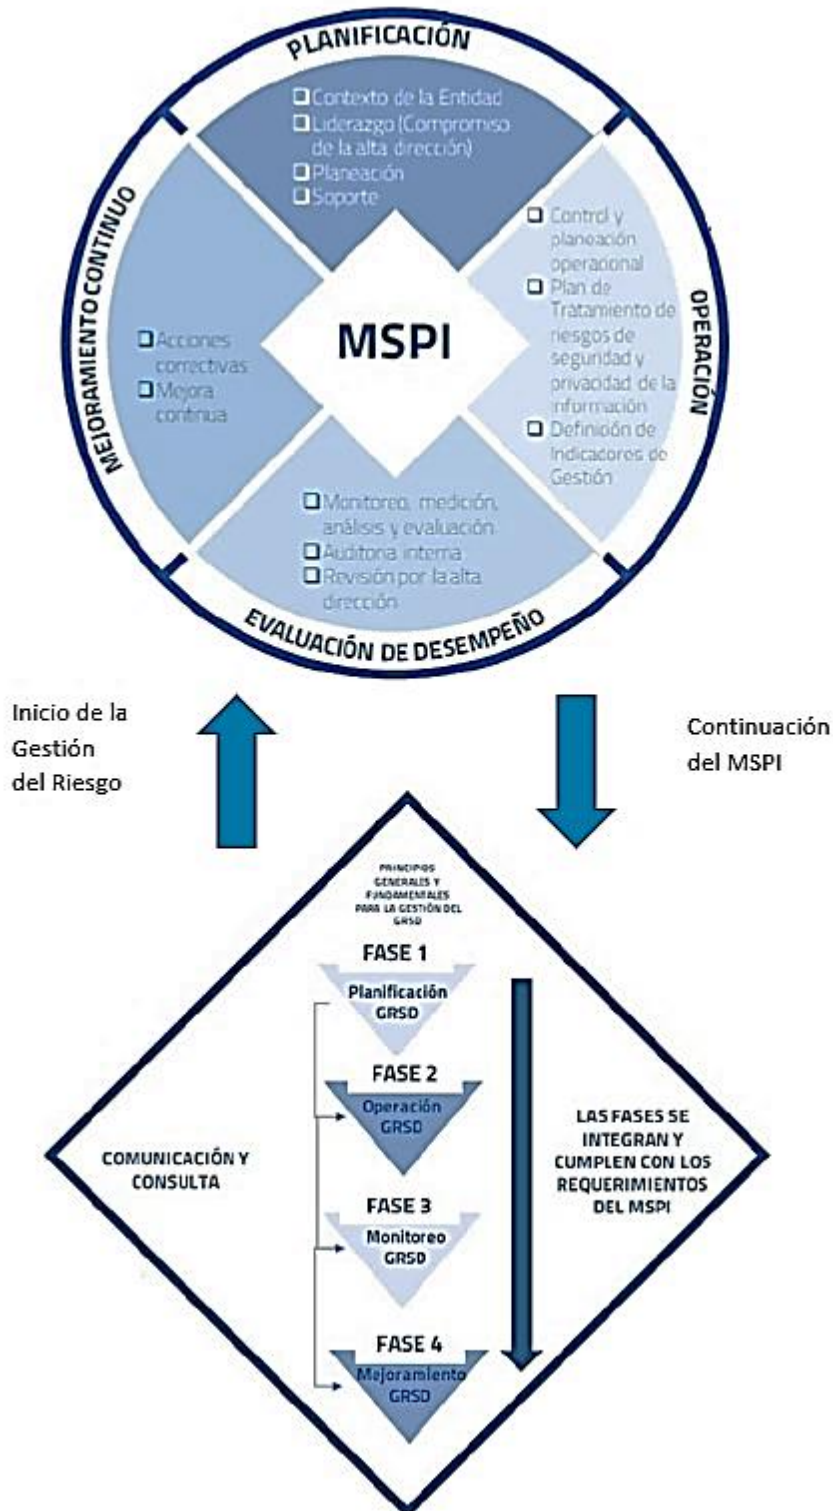 PLANIFICACIÓN
Contexto de la Entidad
Liderazgo (Compromiso
de la alta dirección)
Planeación
Soporte
MEJORAMIENTO CONTINUO
Acciones
correctivas
Mejora
continua
MSPI
Control y
planeación
operacional
Plan de
Tratamiento de
riesgos de
seguridad y
privacidad de la
información
Definición de
Indicadores de
Gestión
OPERACIÓN
Monitoreo, medición,
análisis y evaluación
Auditoria interna
Revisión por la alta
dirección
EVALUACIÓN DE DESEMPEÑO
Inicio de la
Gestión
del Riesgo
Continuación
del MSPI
PRINCIPIOS
GENERALES Y
FUNDAMENTALES
PARA LA GESTIÓN DEL
GRSD
FASE 1
Planificación
GRSD
FASE 2
Operación
GRSD
COMUNICACIÓN Y
CONSULTA
LAS FASES SE
INTEGRAN Y
CUMPLEN CON LOS
REQUERIMIENTOS
DEL MSPI
FASE 3
Monitoreo
GRSD
FASE 4
Mejoramiento
GRSD